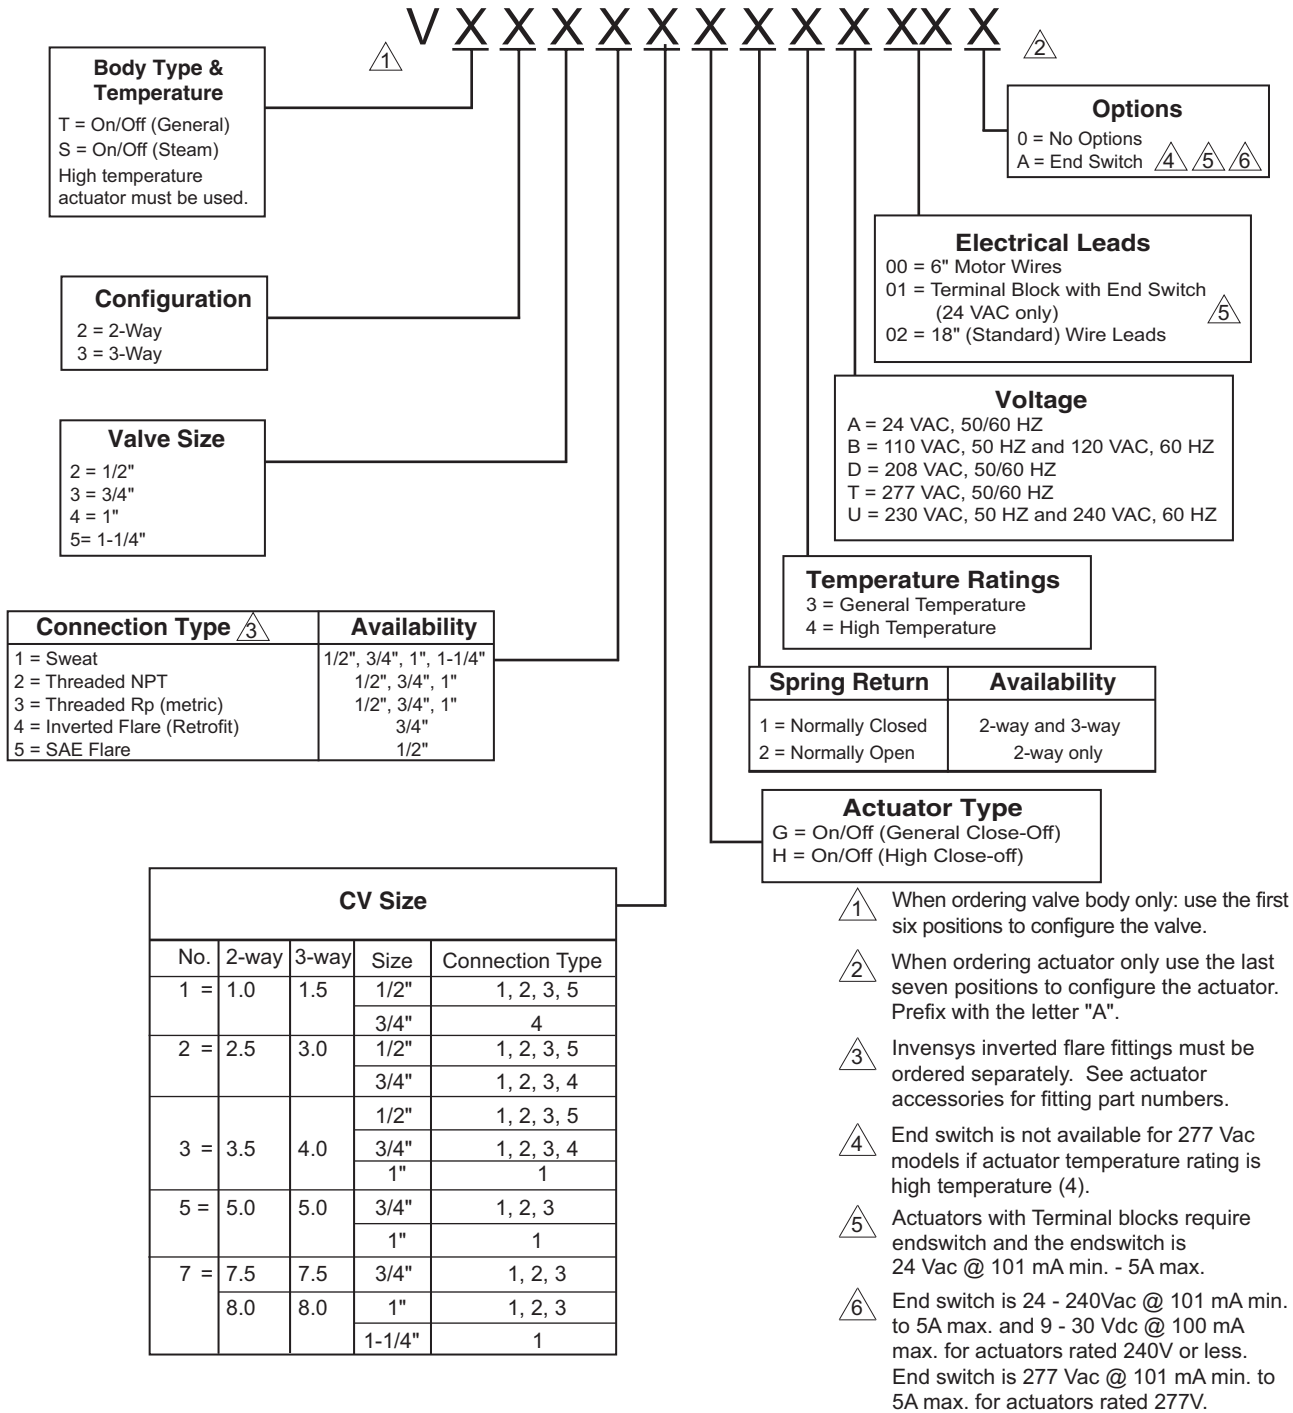 V X X X X X X X X X XX X
1
2
Body Type &
Temperature
T = On/Off (General)
S = On/Off (Steam)
High temperature
actuator must be used.
Options
0 = No Options
A = End Switch 4 5 6
Electrical Leads
00 = 6" Motor Wires
01 = Terminal Block with End Switch
(24 VAC only) 5
02 = 18" (Standard) Wire Leads
Configuration
2 = 2-Way
3 = 3-Way
Voltage
A = 24 VAC, 50/60 HZ
B = 110 VAC, 50 HZ and 120 VAC, 60 HZ
D = 208 VAC, 50/60 HZ
T = 277 VAC, 50/60 HZ
U = 230 VAC, 50 HZ and 240 VAC, 60 HZ
Valve Size
2 = 1/2"
3 = 3/4"
4 = 1"
5= 1-1/4"
Temperature Ratings
3 = General Temperature
4 = High Temperature
Connection Type 3 Availability
1 = Sweat 1/2", 3/4", 1", 1-1/4"
2 = Threaded NPT 1/2", 3/4", 1"
3 = Threaded Rp (metric) 1/2", 3/4", 1"
4 = Inverted Flare (Retrofit) 3/4"
5 = SAE Flare 1/2"
Spring Return Availability
1 = Normally Closed 2-way and 3-way
2 = Normally Open 2-way only
Actuator Type
G = On/Off (General Close-Off)
H = On/Off (High Close-off)
CV Size
No. 2-way 3-way Size Connection Type
1 = 1.0 1.5 1/2" 1, 2, 3, 5
3/4" 4
2 = 2.5 3.0 1/2" 1, 2, 3, 5
3/4" 1, 2, 3, 4
1/2" 1, 2, 3, 5
3 = 3.5 4.0 3/4" 1, 2, 3, 4
1" 1
5 = 5.0 5.0 3/4" 1, 2, 3
1" 1
7 = 7.5 7.5 3/4" 1, 2, 3
8.0 8.0 1" 1, 2, 3
1-1/4" 1
1 When ordering valve body only: use the first
six positions to configure the valve.
2 When ordering actuator only use the last
seven positions to configure the actuator.
Prefix with the letter "A".
3 Invensys inverted flare fittings must be
ordered separately. See actuator
accessories for fitting part numbers.
4 End switch is not available for 277 Vac
models if actuator temperature rating is
high temperature (4).
5 Actuators with Terminal blocks require
endswitch and the endswitch is
24 Vac @ 101 mA min. - 5A max.
6 End switch is 24 - 240Vac @ 101 mA min.
to 5A max. and 9 - 30 Vdc @ 100 mA
max. for actuators rated 240V or less.
End switch is 277 Vac @ 101 mA min. to
5A max. for actuators rated 277V.